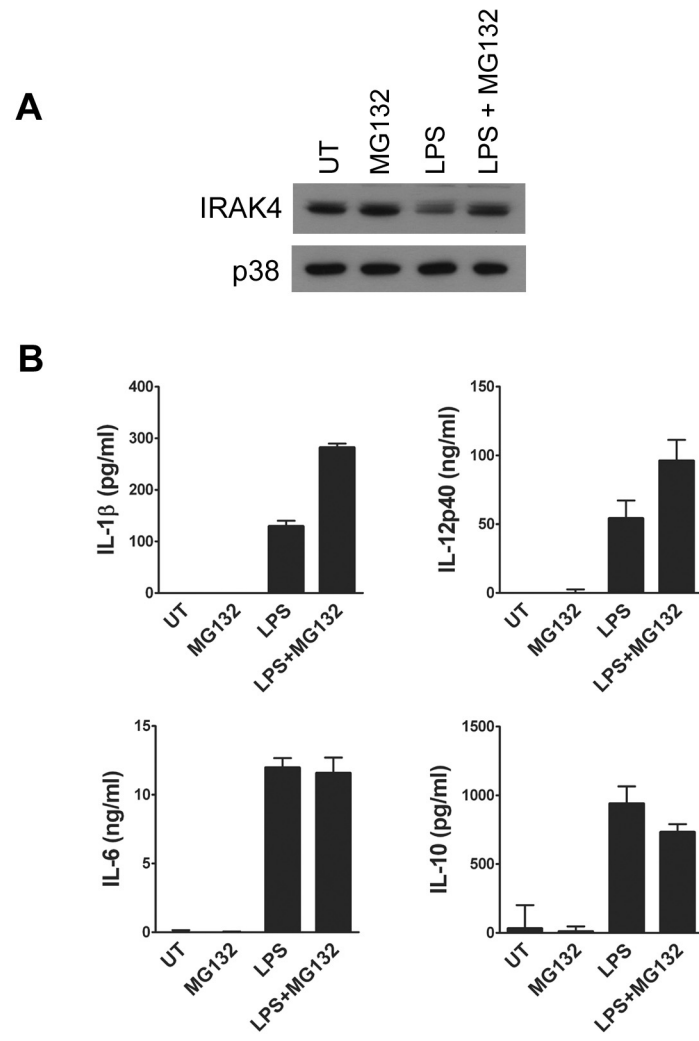 A
UT
MG132
LPS
LPS + MG132
IRAK4
p38
B
400
300
200
100
0
IL-1β (pg/ml)
UT
MG132
LPS
LPS+MG132
150
100
50
0
IL-12p40 (ng/ml)
UT
MG132
LPS
LPS+MG132
15
10
5
0
IL-6 (ng/ml)
UT
MG132
LPS
LPS+MG132
1500
1000
500
0
IL-10 (pg/ml)
UT
MG132
LPS
LPS+MG132